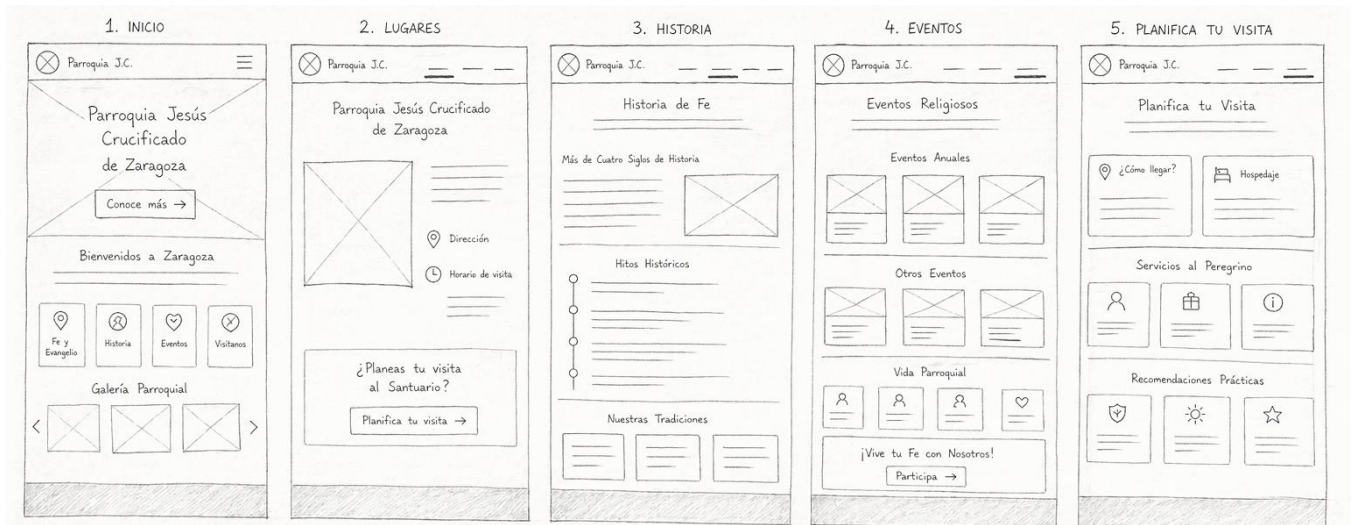 1. INICIO
Parroquia J.C.
Parroquia Jesús
Crucificado
de Zaragoza
Conoce más →
Bienvenidos a Zaragoza
Fe y
Evangelio
Historia
Eventos
Visítanos
Galería Parroquial
2. LUGARES
Parroquia J.C.
Parroquia Jesús Crucificado
de Zaragoza
Dirección
Horario de visita
¿Planeas tu visita
al Santuario?
Planifica tu visita →
3. HISTORIA
Parroquia J.C.
Historia de Fe
Más de Cuatro Siglos de Historia
Hitos Históricos
Nuestras Tradiciones
4. EVENTOS
Parroquia J.C.
Eventos Religiosos
Eventos Anuales
Otros Eventos
Vida Parroquial
¡Vive tu Fe con Nosotros!
Participa →
5. PLANIFICA TU VISITA
Parroquia J.C.
Planifica tu Visita
¿Cómo llegar?
Hospedaje
Servicios al Peregrino
Recomendaciones Prácticas